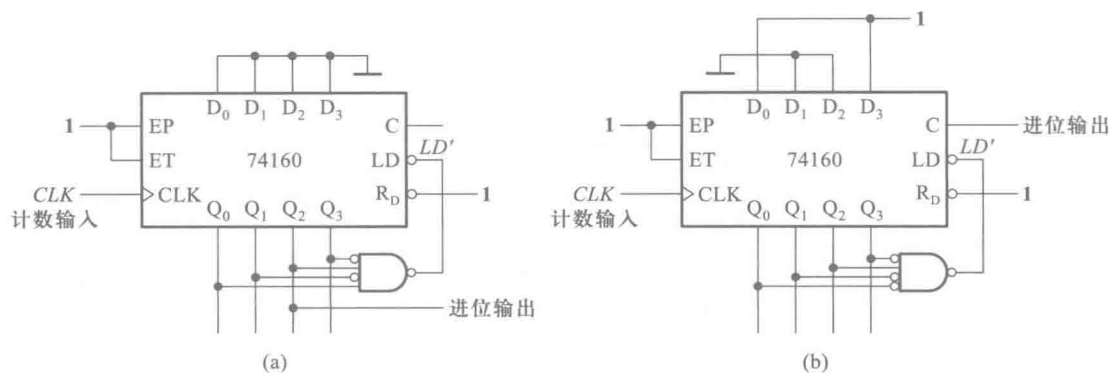 1
D0 D1 D2 D3
1
EP
C
ET
74160
LD
LD'
CLK
CLK
RD
1
计数输入
Q0 Q1 Q2 Q3
进位输出
(a)
1
D0 D1 D2 D3
1
EP
C
进位输出
ET
74160
LD
LD'
CLK
CLK
RD
1
计数输入
Q0 Q1 Q2 Q3
(b)